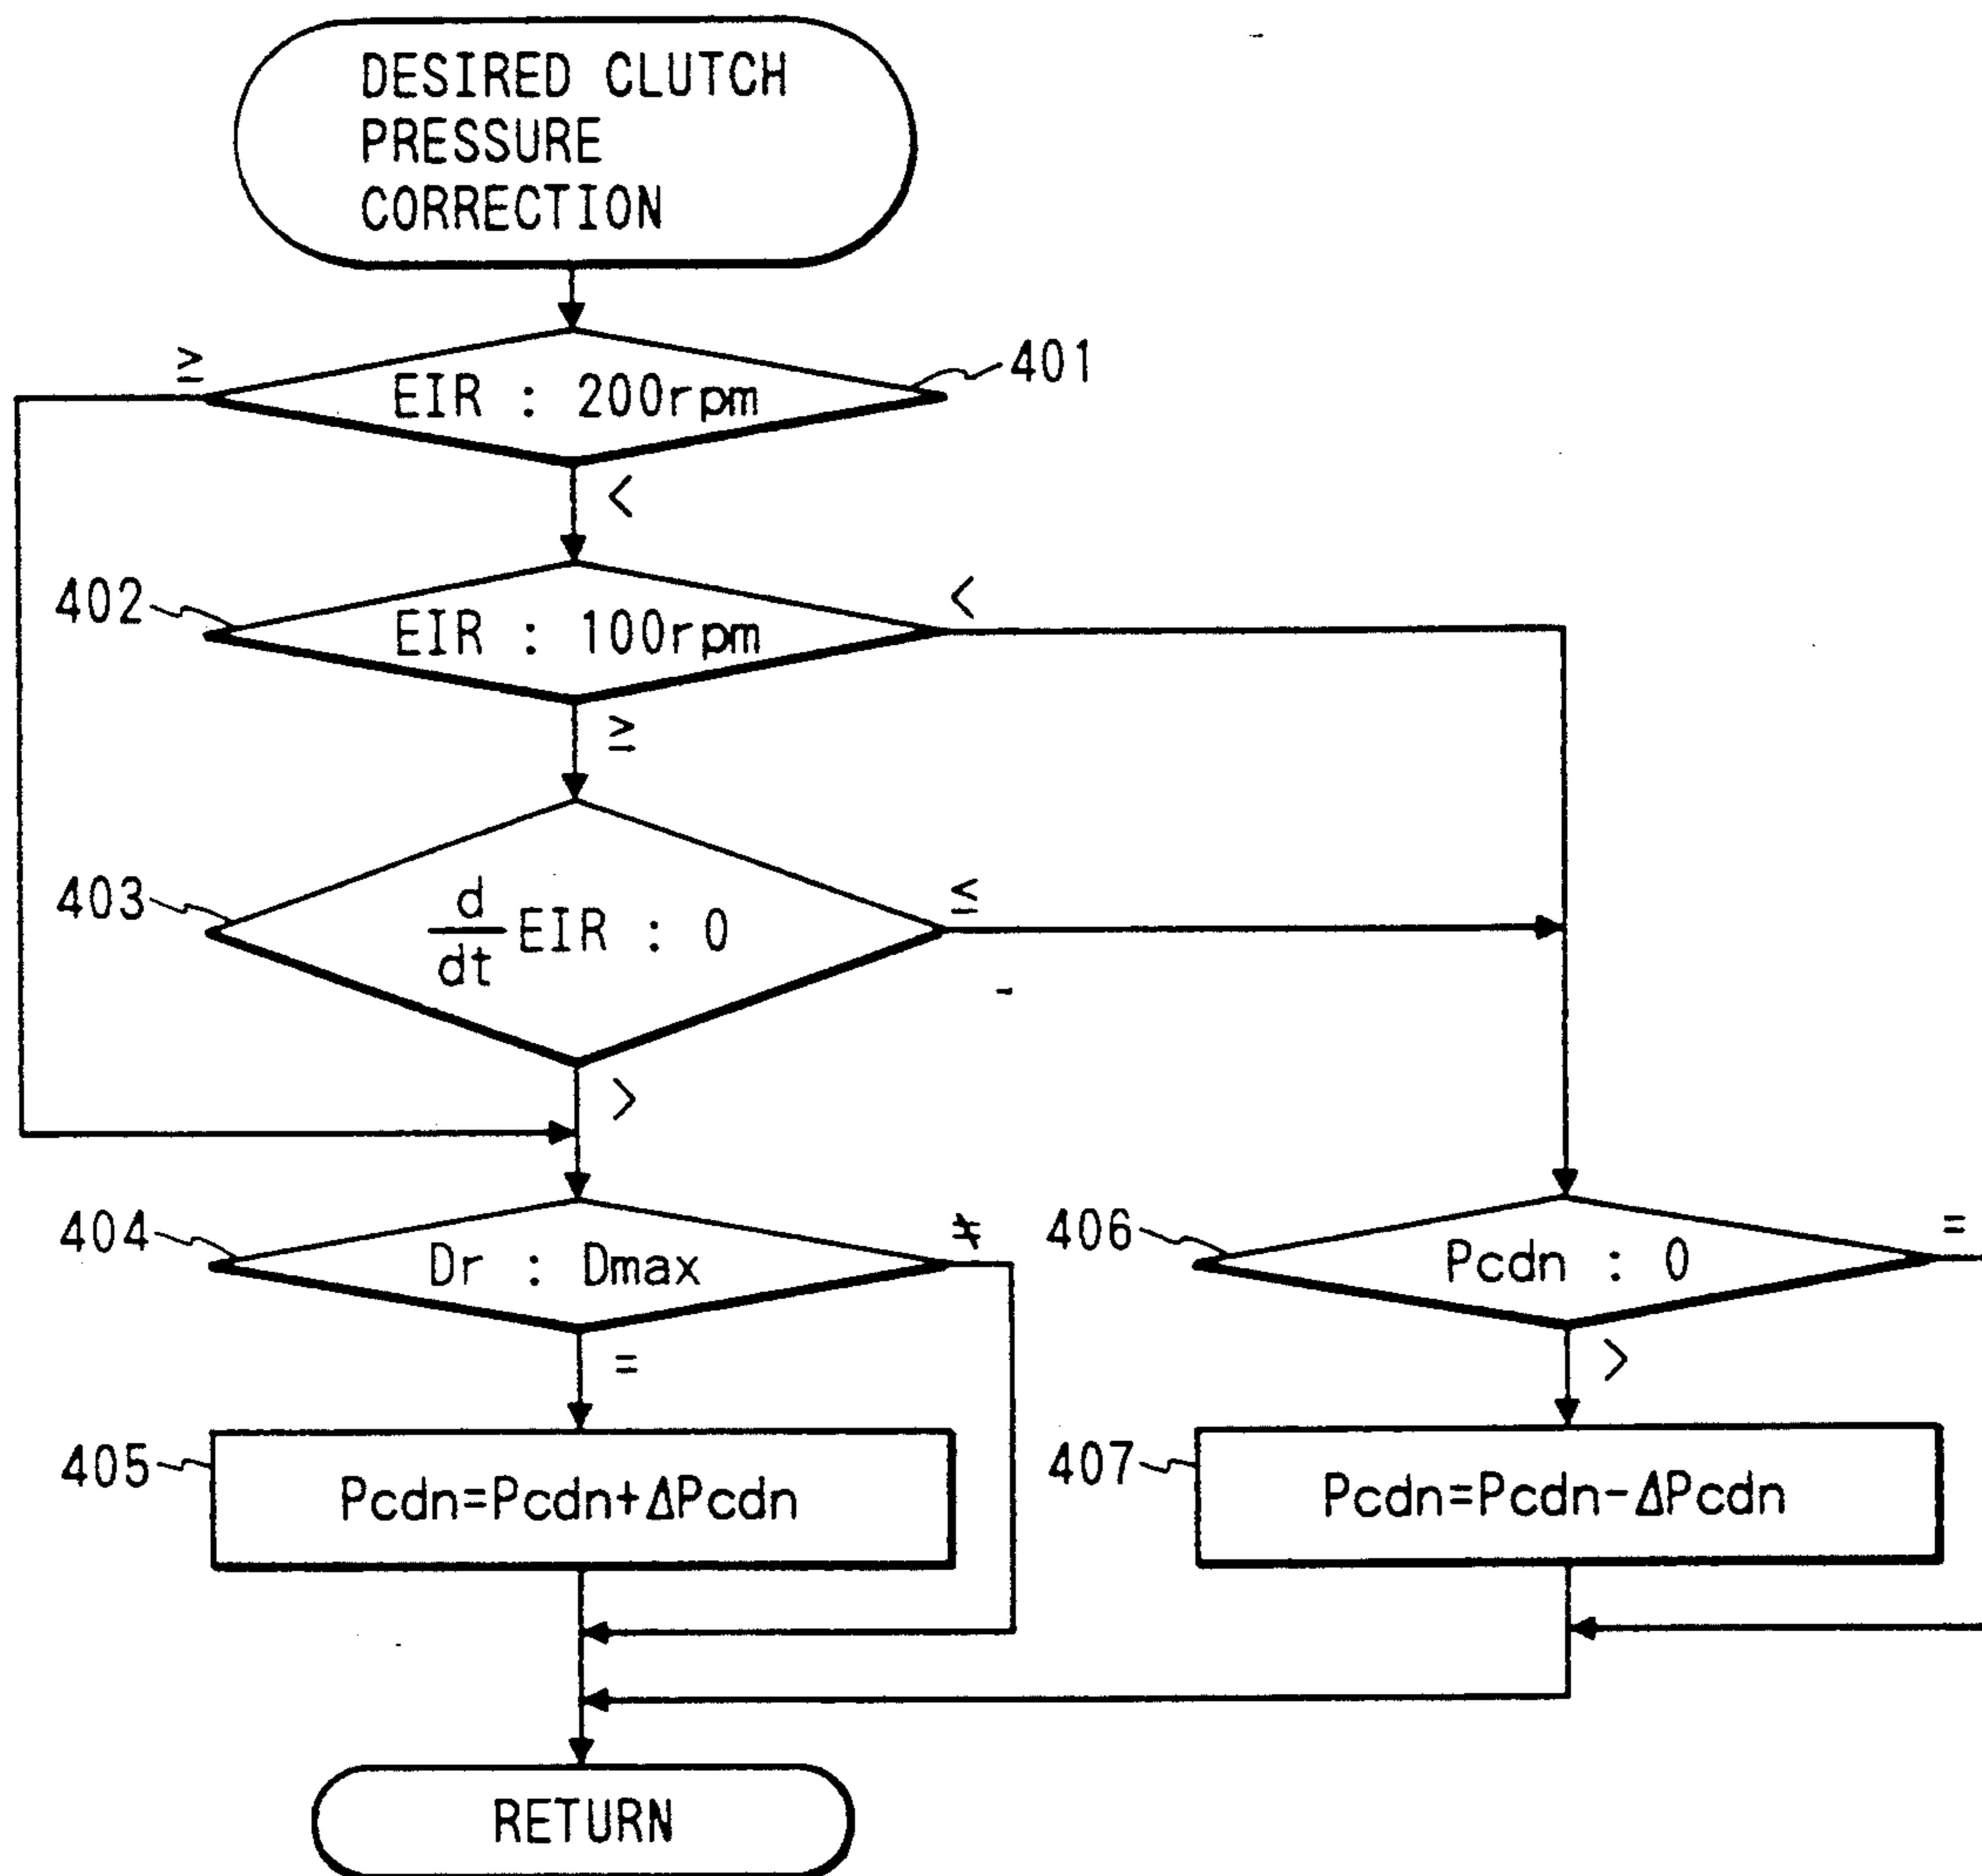 DESIRED CLUTCH
PRESSURE
CORRECTION
≥
EIR : 200rpm
401
<
402
EIR : 100rpm
<
≥
403
d
dt
EIR : 0
≤
>
404
Dr : Dmax
≠
406
Pcdn : 0
=
=
>
405
Pcdn=Pcdn+ΔPcdn
407
Pcdn=Pcdn-ΔPcdn
RETURN